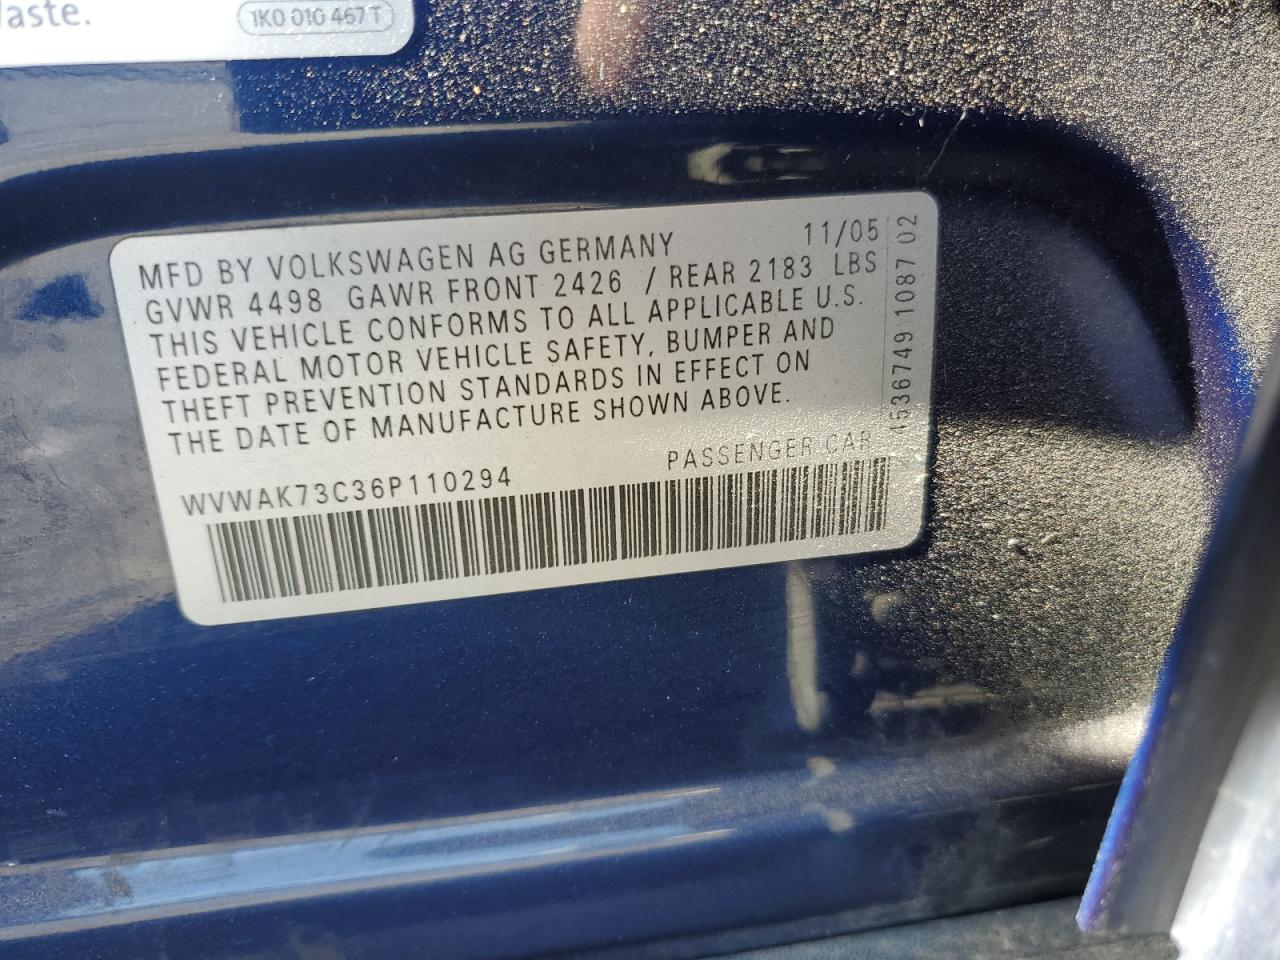 aste.
1K0 010 467 T
MFD BY VOLKSWAGEN AG GERMANY 11/05
GVWR 4498 GAWR FRONT 2426 / REAR 2183 LBS
THIS VEHICLE CONFORMS TO ALL APPLICABLE U.S.
FEDERAL MOTOR VEHICLE SAFETY, BUMPER AND
THEFT PREVENTION STANDARDS IN EFFECT ON
THE DATE OF MANUFACTURE SHOWN ABOVE.
PASSENGER CAR
WVWAK73C36P110294
4536749 1087 02